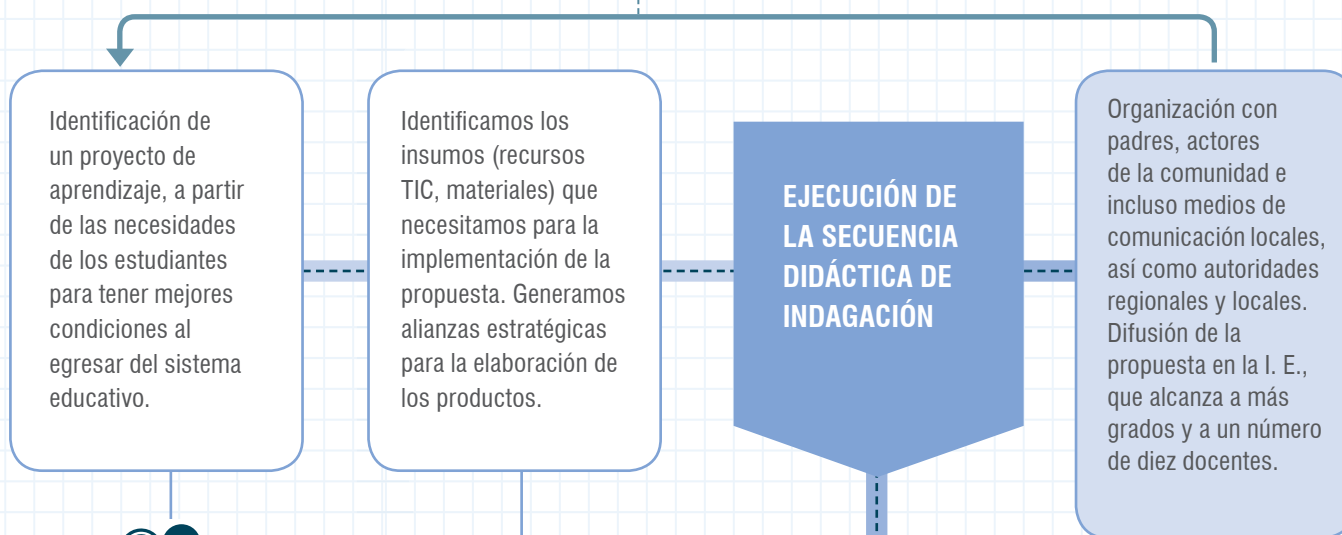 Identificación de
un proyecto de
aprendizaje, a partir
de las necesidades
de los estudiantes
para tener mejores
condiciones al
egresar del sistema
educativo.
Identificamos los
insumos (recursos
TIC, materiales) que
necesitamos para la
implementación de la
propuesta. Generamos
alianzas estratégicas
para la elaboración de
los productos.
EJECUCIÓN DE
LA SECUENCIA
DIDÁCTICA DE
INDAGACIÓN
Organización con
padres, actores
de la comunidad e
incluso medios de
comunicación locales,
así como autoridades
regionales y locales.
Difusión de la
propuesta en la I. E.,
que alcanza a más
grados y a un número
de diez docentes.